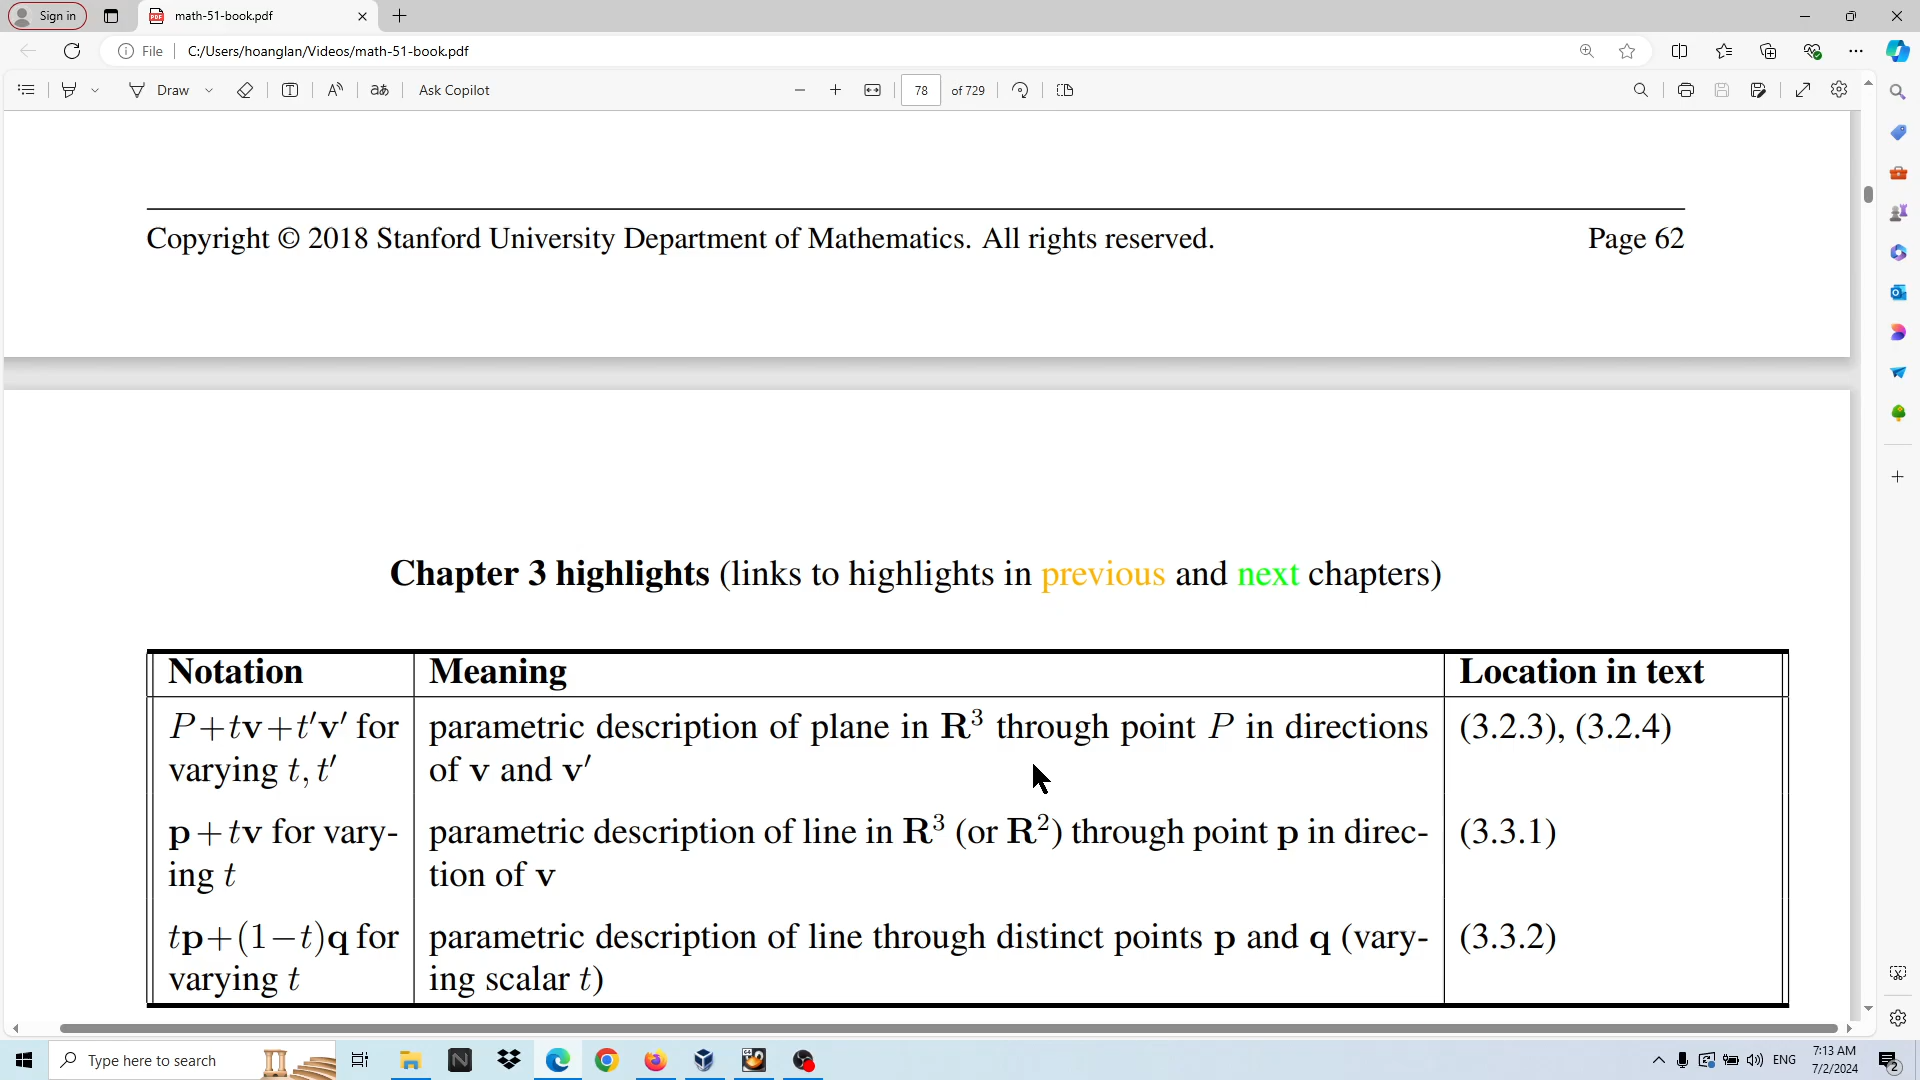 Sign in
math-51-book.pdf
File
C:/Users/hoanglan/Videos/math-51-book.pdf
Draw
Ask Copilot
78 of 729
Copyright © 2018 Stanford University Department of Mathematics. All rights reserved. Page 62
Chapter 3 highlights (links to highlights in previous and next chapters)
Notation Meaning Location in text
P+tv+t′v′ for parametric description of plane in R³ through point P in directions (3.2.3), (3.2.4)
varying t, t′ of v and v′
p + tv for vary- parametric description of line in R³ (or R²) through point p in direc- (3.3.1)
ing t tion of v
tp+(1−t)q for parametric description of line through distinct points p and q (vary- (3.3.2)
varying t ing scalar t)
Type here to search
ENG
7:13 AM
7/2/2024
2